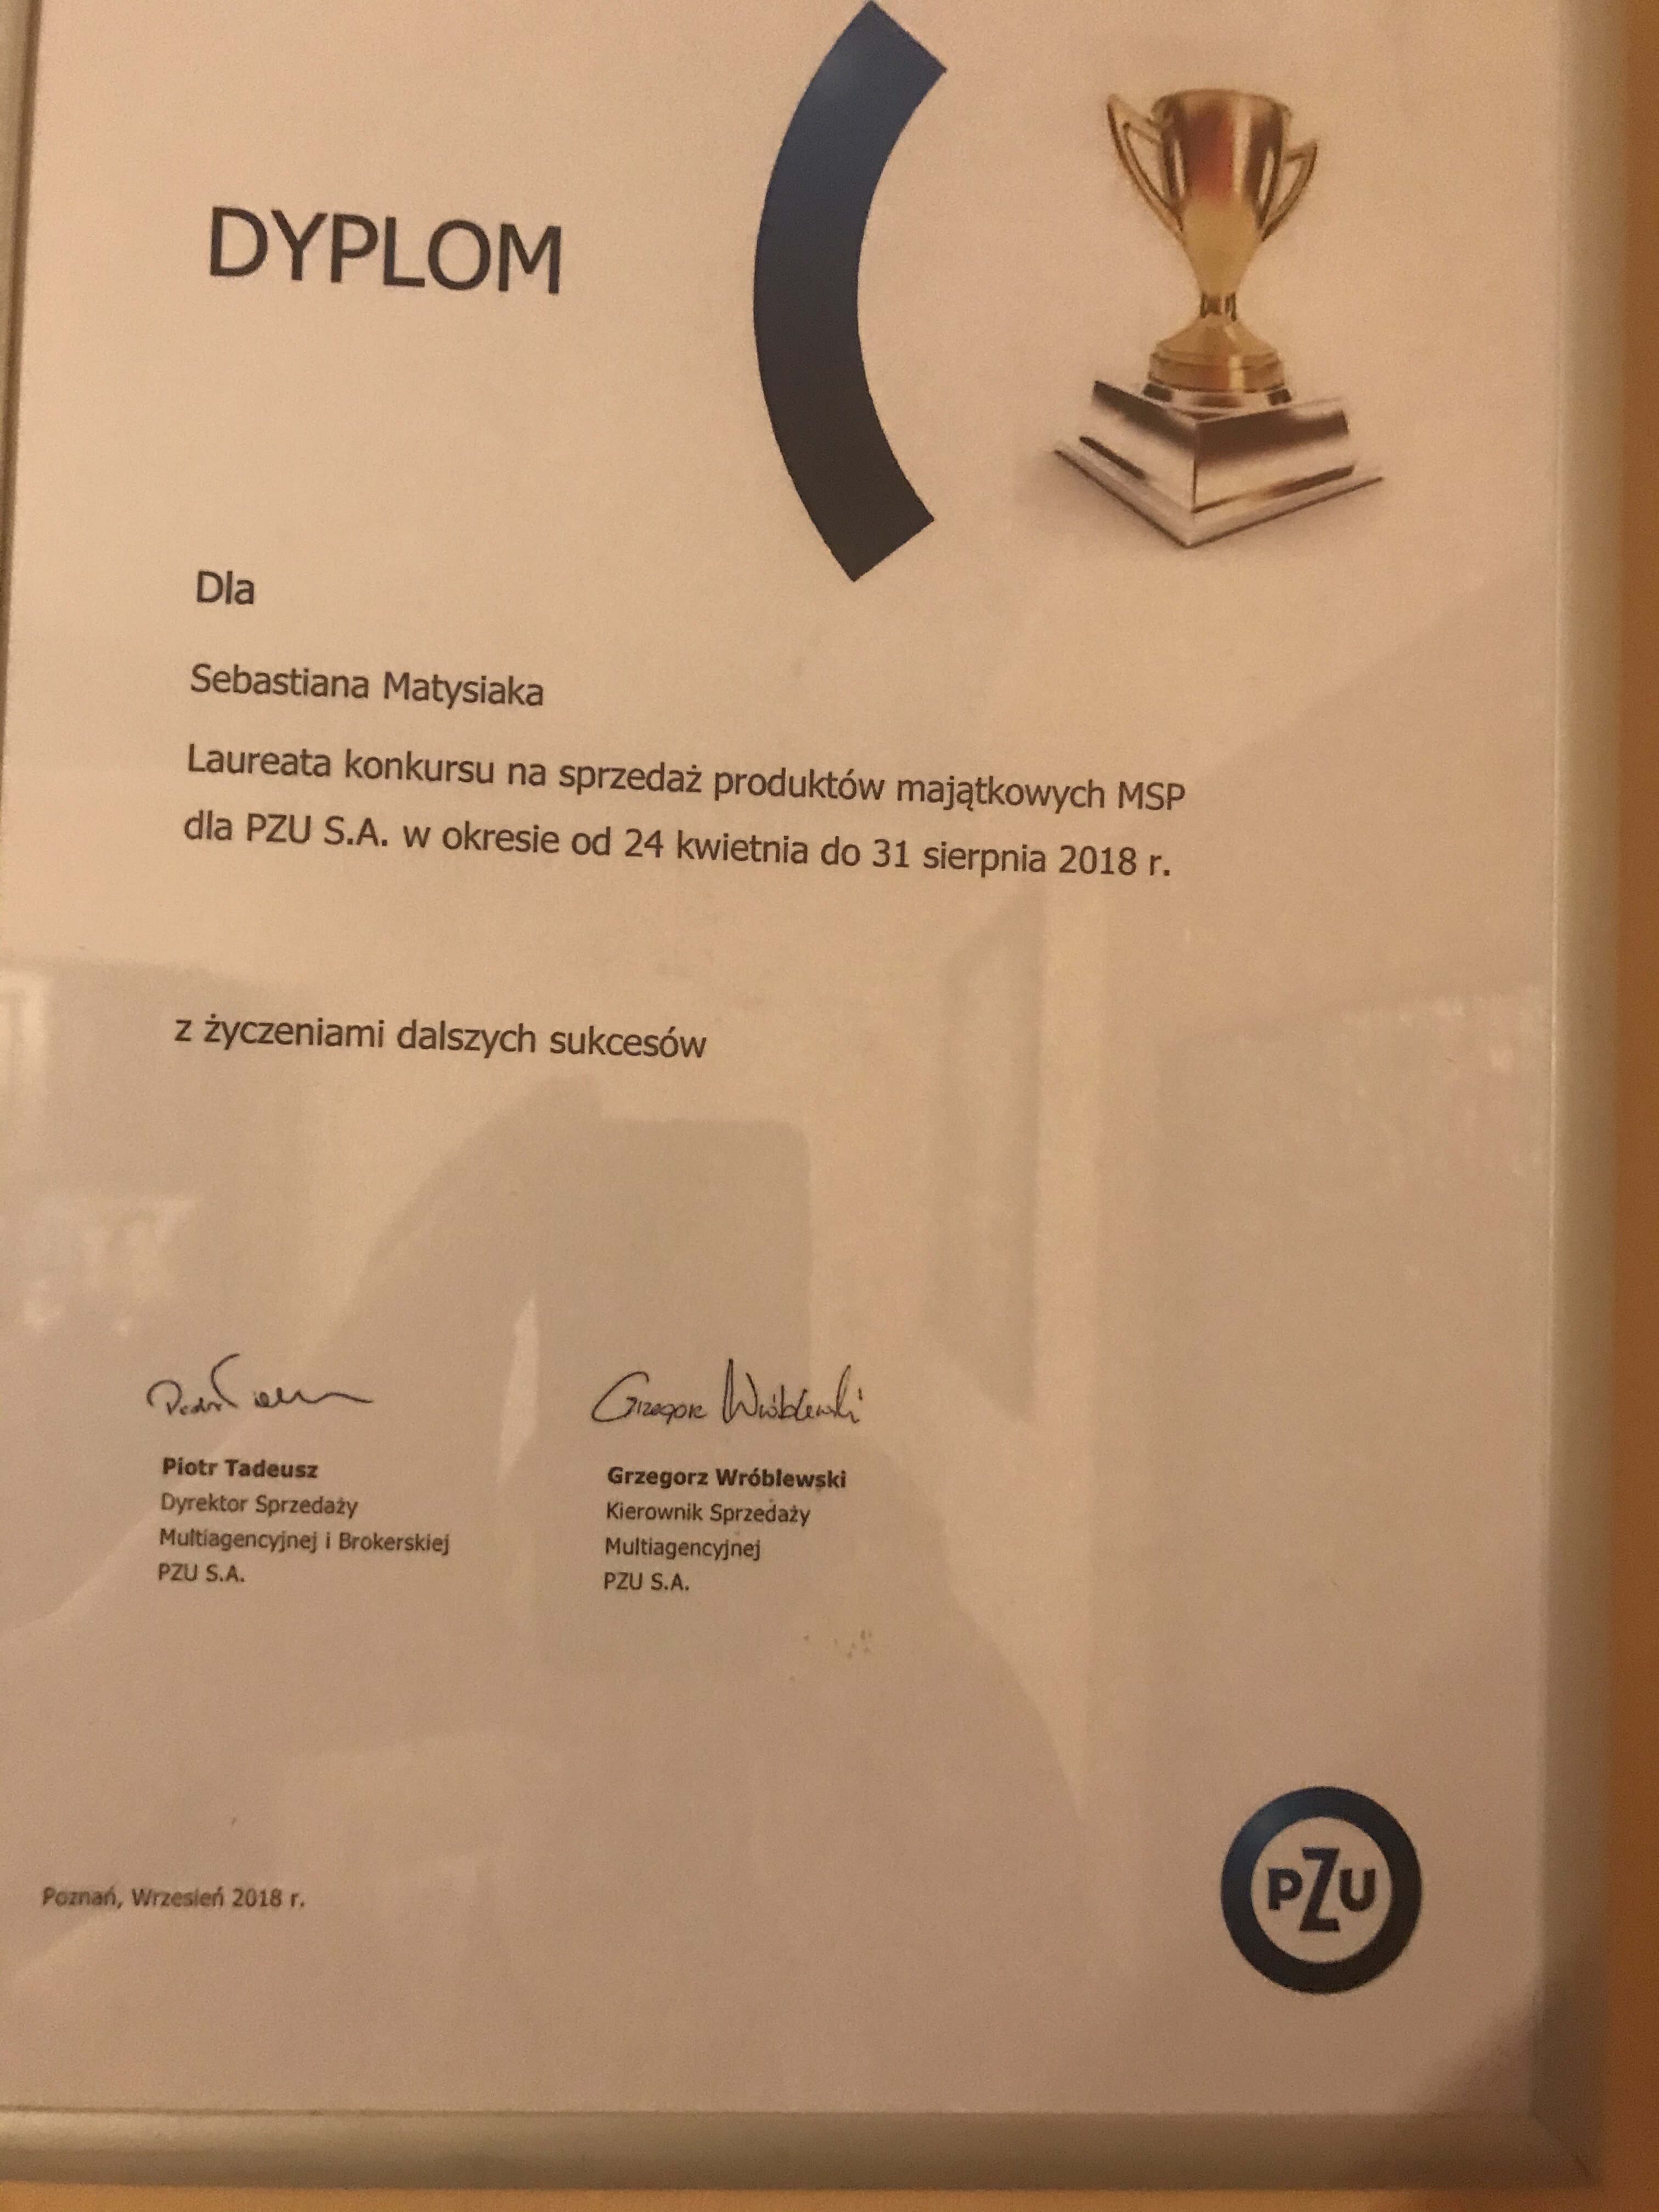 DYPLOM
Dla
Sebastiana Matysiaka
Laureata konkursu na sprzedaż produktów majątkowych MSP
dla PZU S.A. w okresie od 24 kwietnia do 31 sierpnia 2018 r.
z życzeniami dalszych sukcesów
Grzegorz Wróblewski
Piotr Tadeusz
Dyrektor Sprzedaży
Multiagencyjnej i Brokerskiej
PZU S.A.
Grzegorz Wróblewski
Kierownik Sprzedaży
Multiagencyjnej
PZU S.A.
Poznań, Wrzesień 2018 r.
PZU